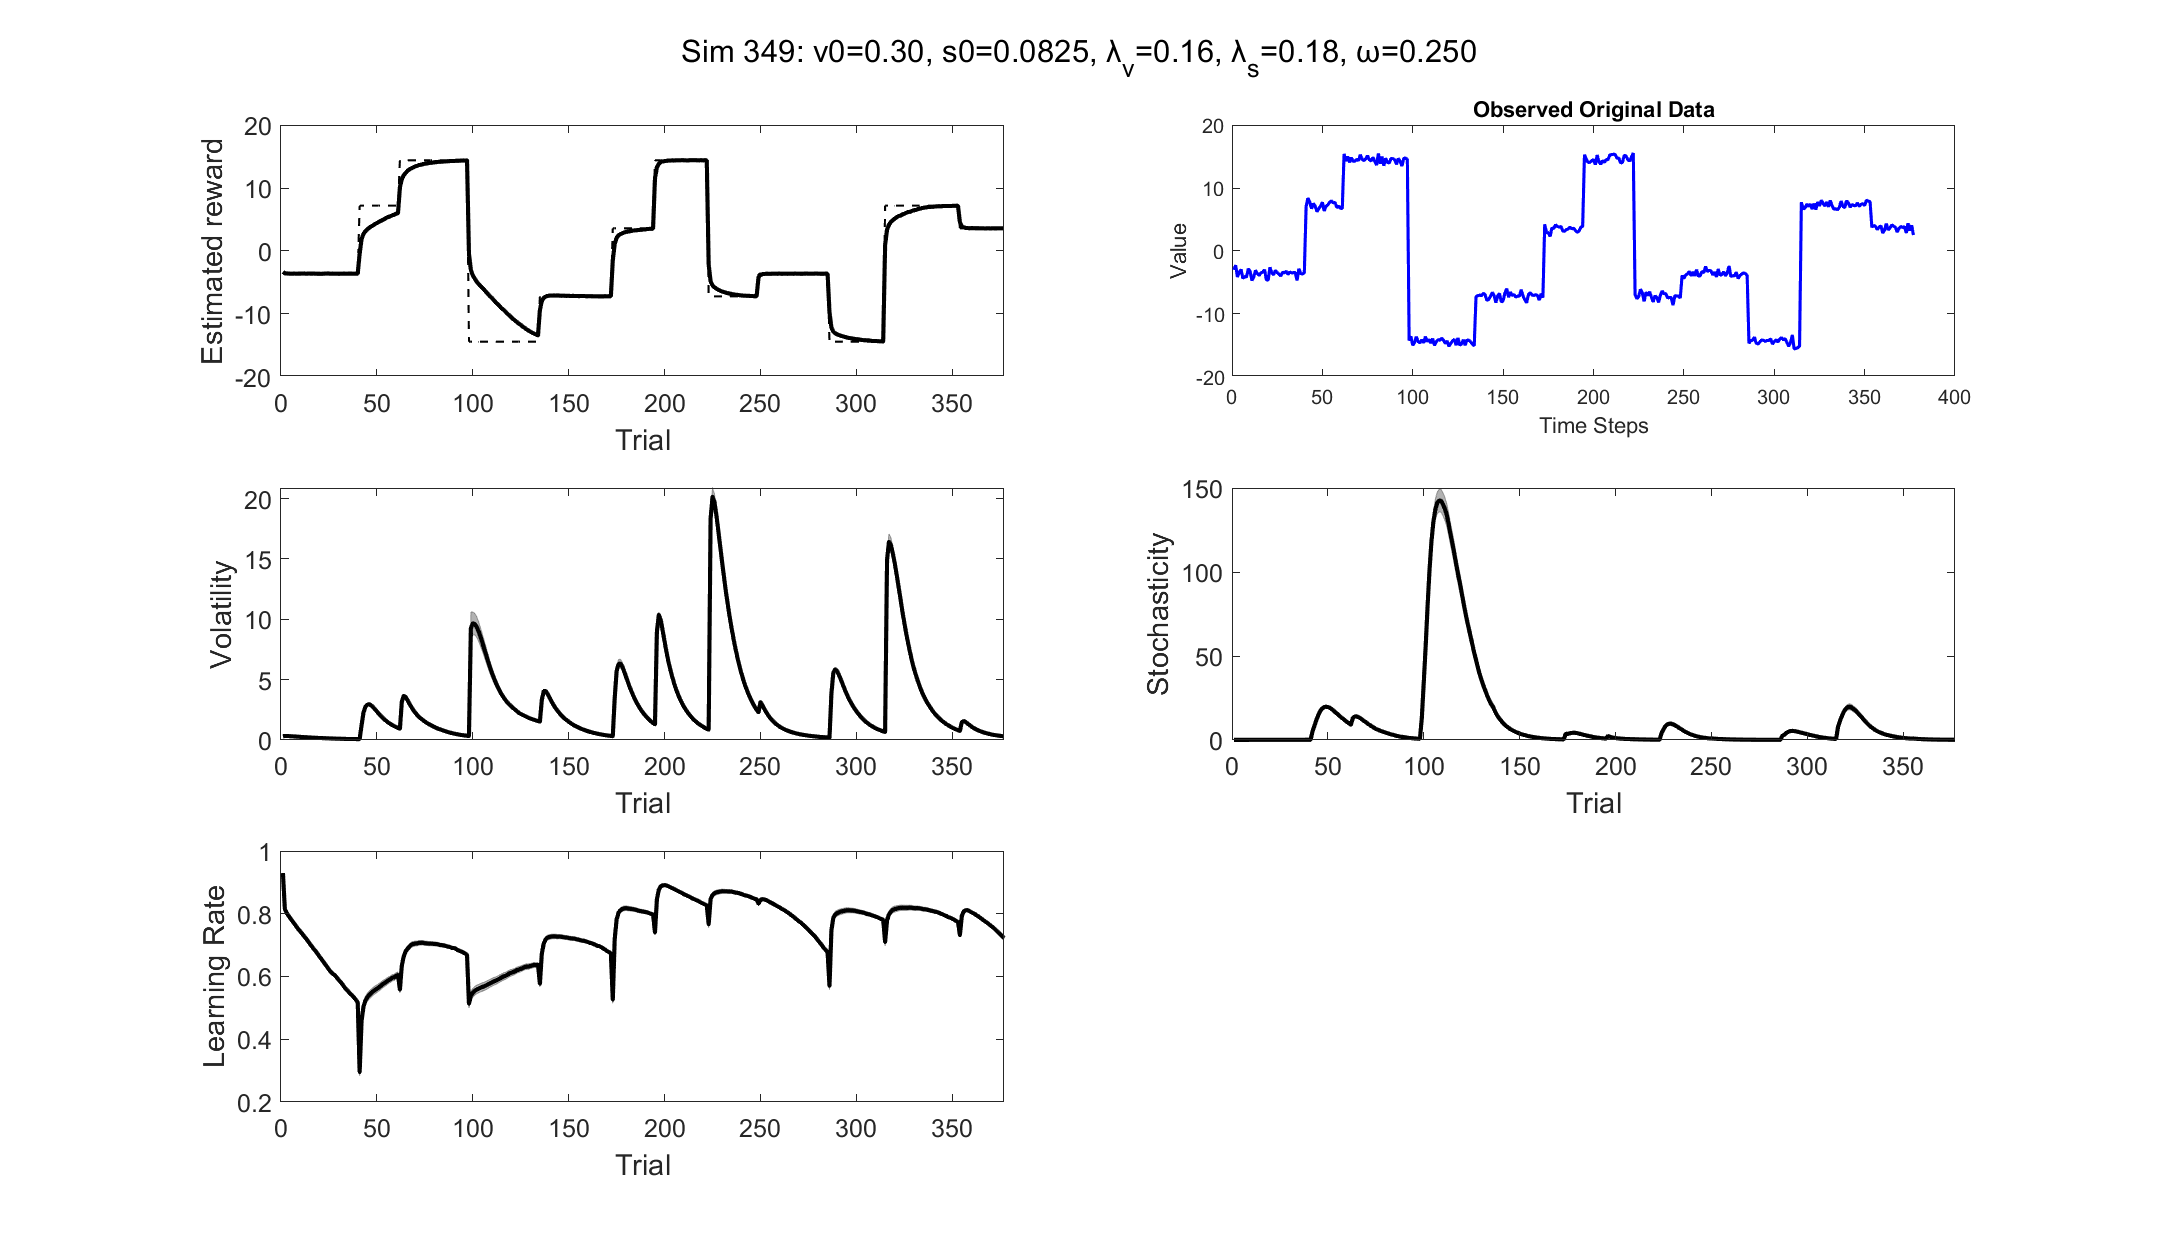 Sim 349: v0=0.30, s0=0.0825, λv=0.16, λs=0.18, ω=0.250
20
10
0
-10
-20
Estimated reward
0 50 100 150 200 250 300 350
Trial
Observed Original Data
20
10
0
-10
-20
Value
0 50 100 150 200 250 300 350 400
Time Steps
20
15
10
5
0
Volatility
0 50 100 150 200 250 300 350
Trial
150
100
50
0
Stochasticity
0 50 100 150 200 250 300 350
Trial
1
0.8
0.6
0.4
0.2
Learning Rate
0 50 100 150 200 250 300 350
Trial